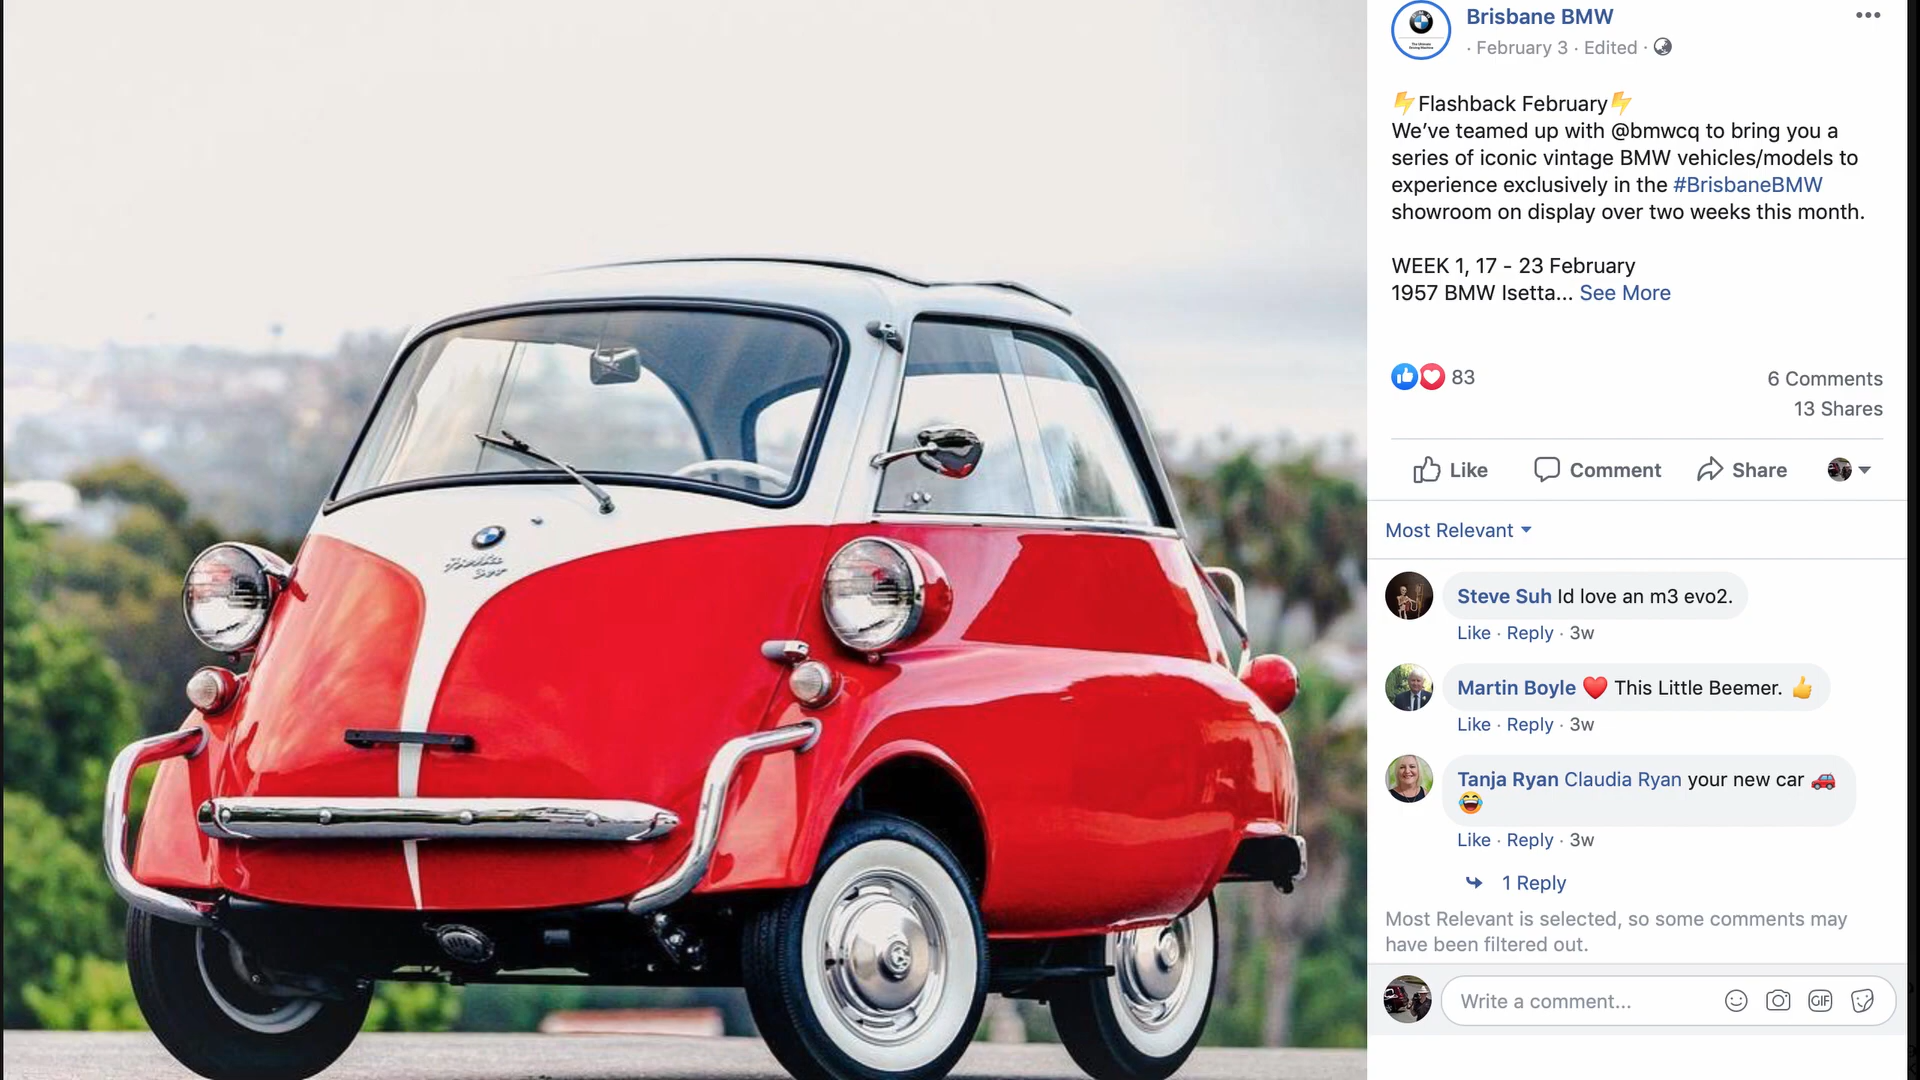 Brisbane BMW
· February 3 · Edited ·
⚡Flashback February⚡
We’ve teamed up with @bmwcq to bring you a
series of iconic vintage BMW vehicles/models to
experience exclusively in the #BrisbaneBMW
showroom on display over two weeks this month.
WEEK 1, 17 - 23 February
1957 BMW Isetta... See More
83
6 Comments
13 Shares
Like
Comment
Share
Most Relevant
Steve Suh Id love an m3 evo2.
Like · Reply · 3w
Martin Boyle ❤️ This Little Beemer. 👍
Like · Reply · 3w
Tanja Ryan Claudia Ryan your new car 🚗
😂
Like · Reply · 3w
1 Reply
Most Relevant is selected, so some comments may
have been filtered out.
Write a comment...
GIF
Isetta
300